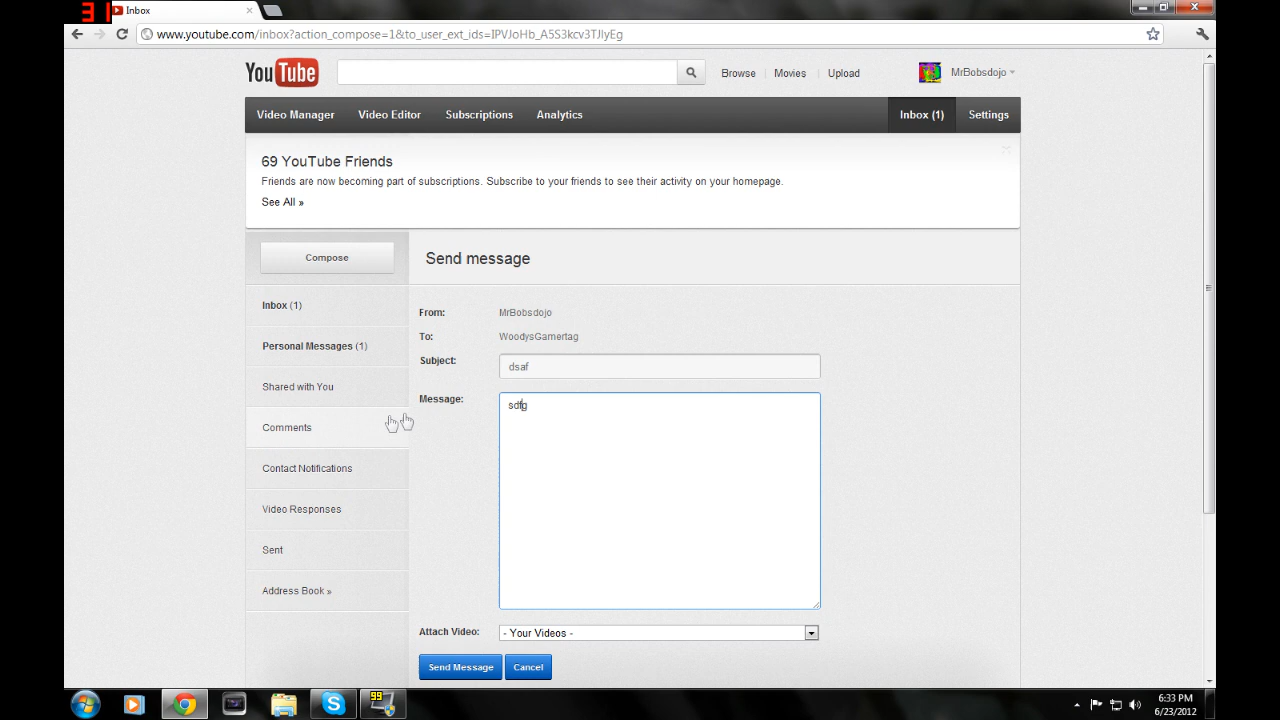 31
Inbox
www.youtube.com/inbox?action_compose=1&to_user_ext_ids=IPVJoHb_A5S3kcv3TJIyEg
YouTube
Browse Movies Upload MrBobsdojo
Video Manager Video Editor Subscriptions Analytics Inbox (1) Settings
69 YouTube Friends
Friends are now becoming part of subscriptions. Subscribe to your friends to see their activity on your homepage.
See All »
Compose
Send message
Inbox (1)
Personal Messages (1)
Shared with You
Comments
Contact Notifications
Video Responses
Sent
Address Book »
From: MrBobsdojo
To: WoodysGamertag
Subject: dsaf
Message: sdfg
Attach Video: - Your Videos -
Send Message Cancel
99
6:33 PM
6/23/2012